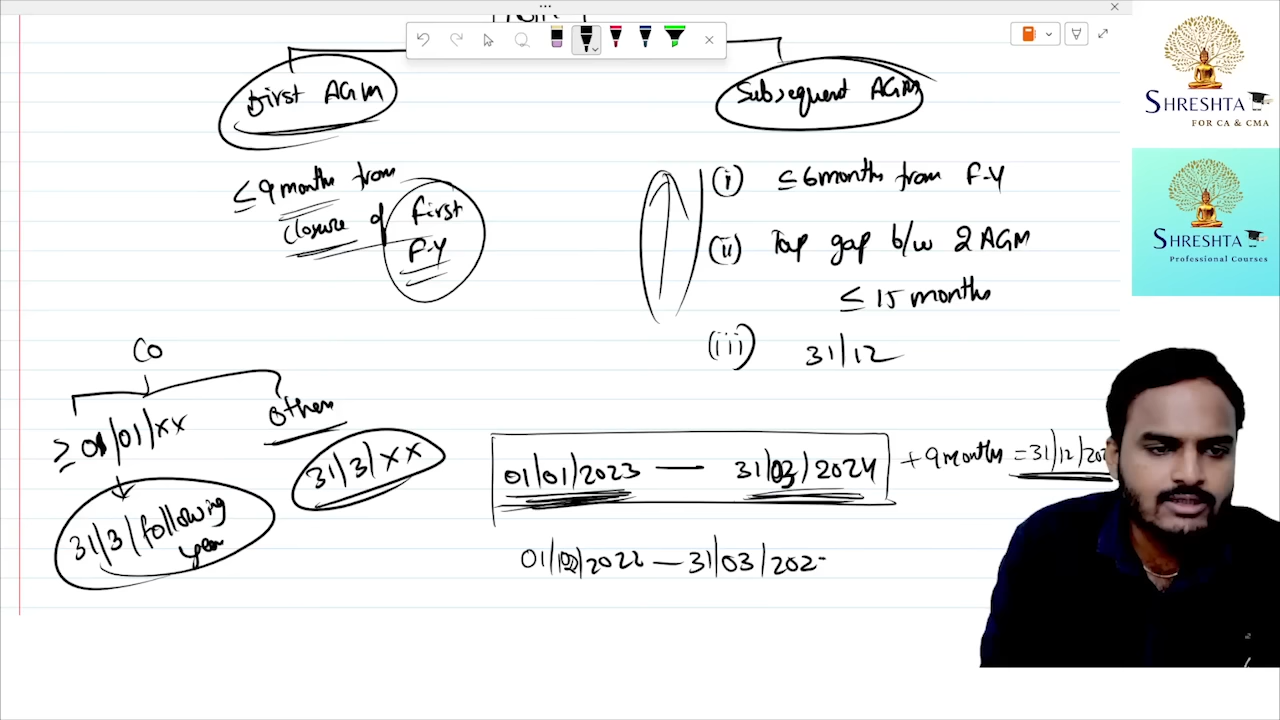 First AGM
Subsequent AGM
≤ 9 months from
closure of First
F.Y
(i) ≤ 6 months from F.Y
(ii) gap b/w 2 AGM
≤ 15 months
(iii) 31/12
Co
≥ 01/01/XX
Others
31/3/XX
31/3/following
year
01/01/2023 — 31/03/2024 + 9 months = 31/12/202
2022 — 31/03/202
SHRESHTA
FOR CA & CMA
SHRESHTA
Professional Courses